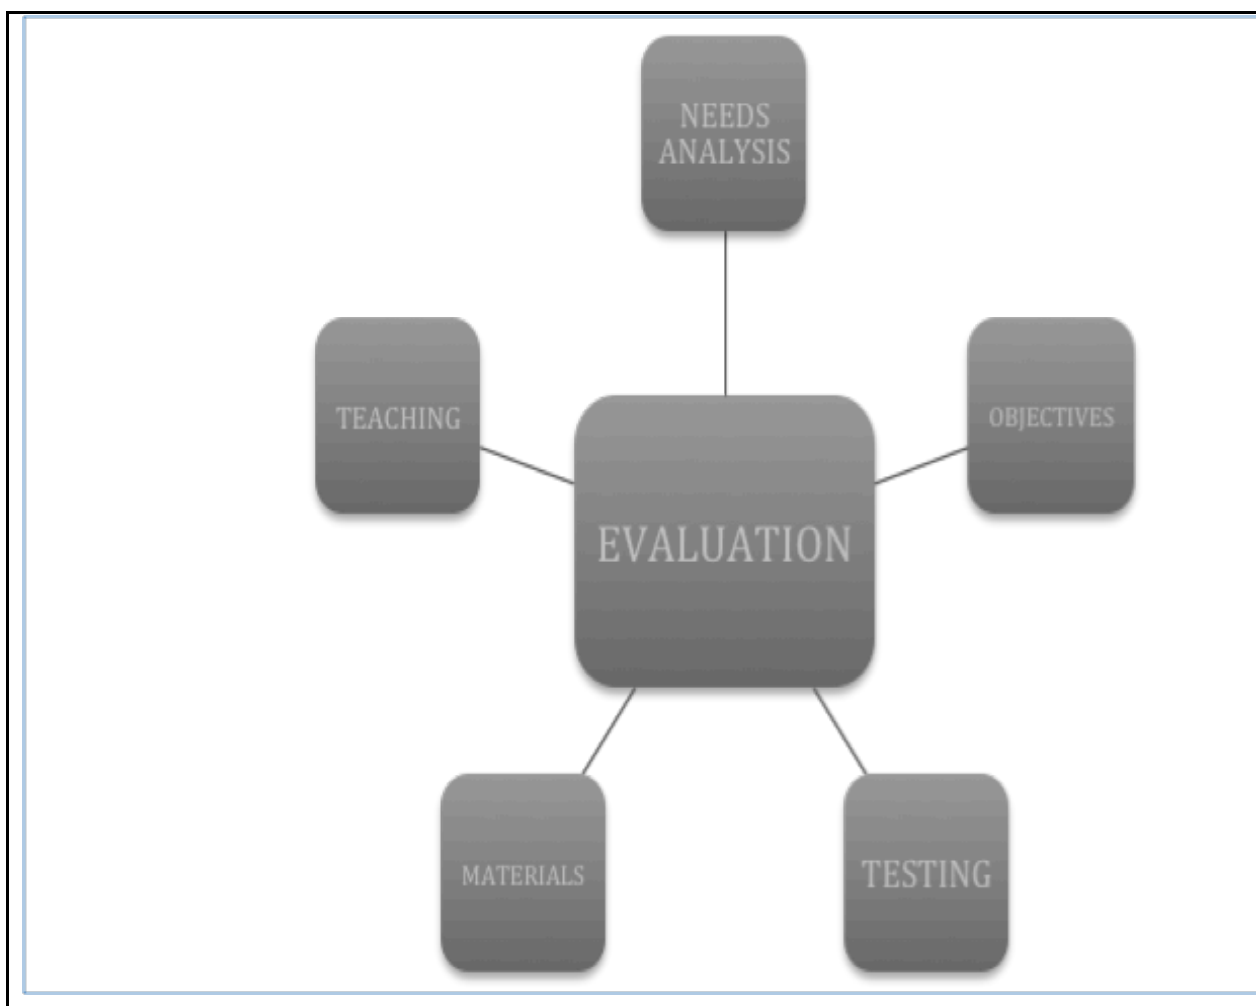 NEEDS
ANALYSIS
TEACHING
OBJECTIVES
EVALUATION
MATERIALS
TESTING